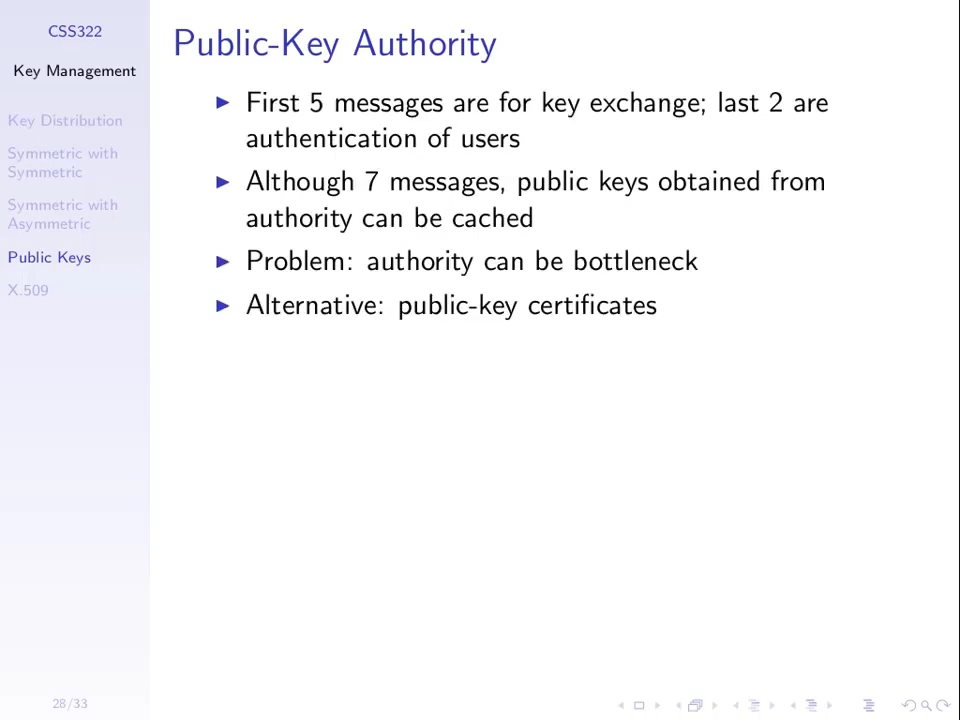 CSS322
Key Management
Key Distribution
Symmetric with
Symmetric
Symmetric with
Asymmetric
Public Keys
X.509
28/33
Public-Key Authority
First 5 messages are for key exchange; last 2 are
authentication of users
Although 7 messages, public keys obtained from
authority can be cached
Problem: authority can be bottleneck
Alternative: public-key certificates